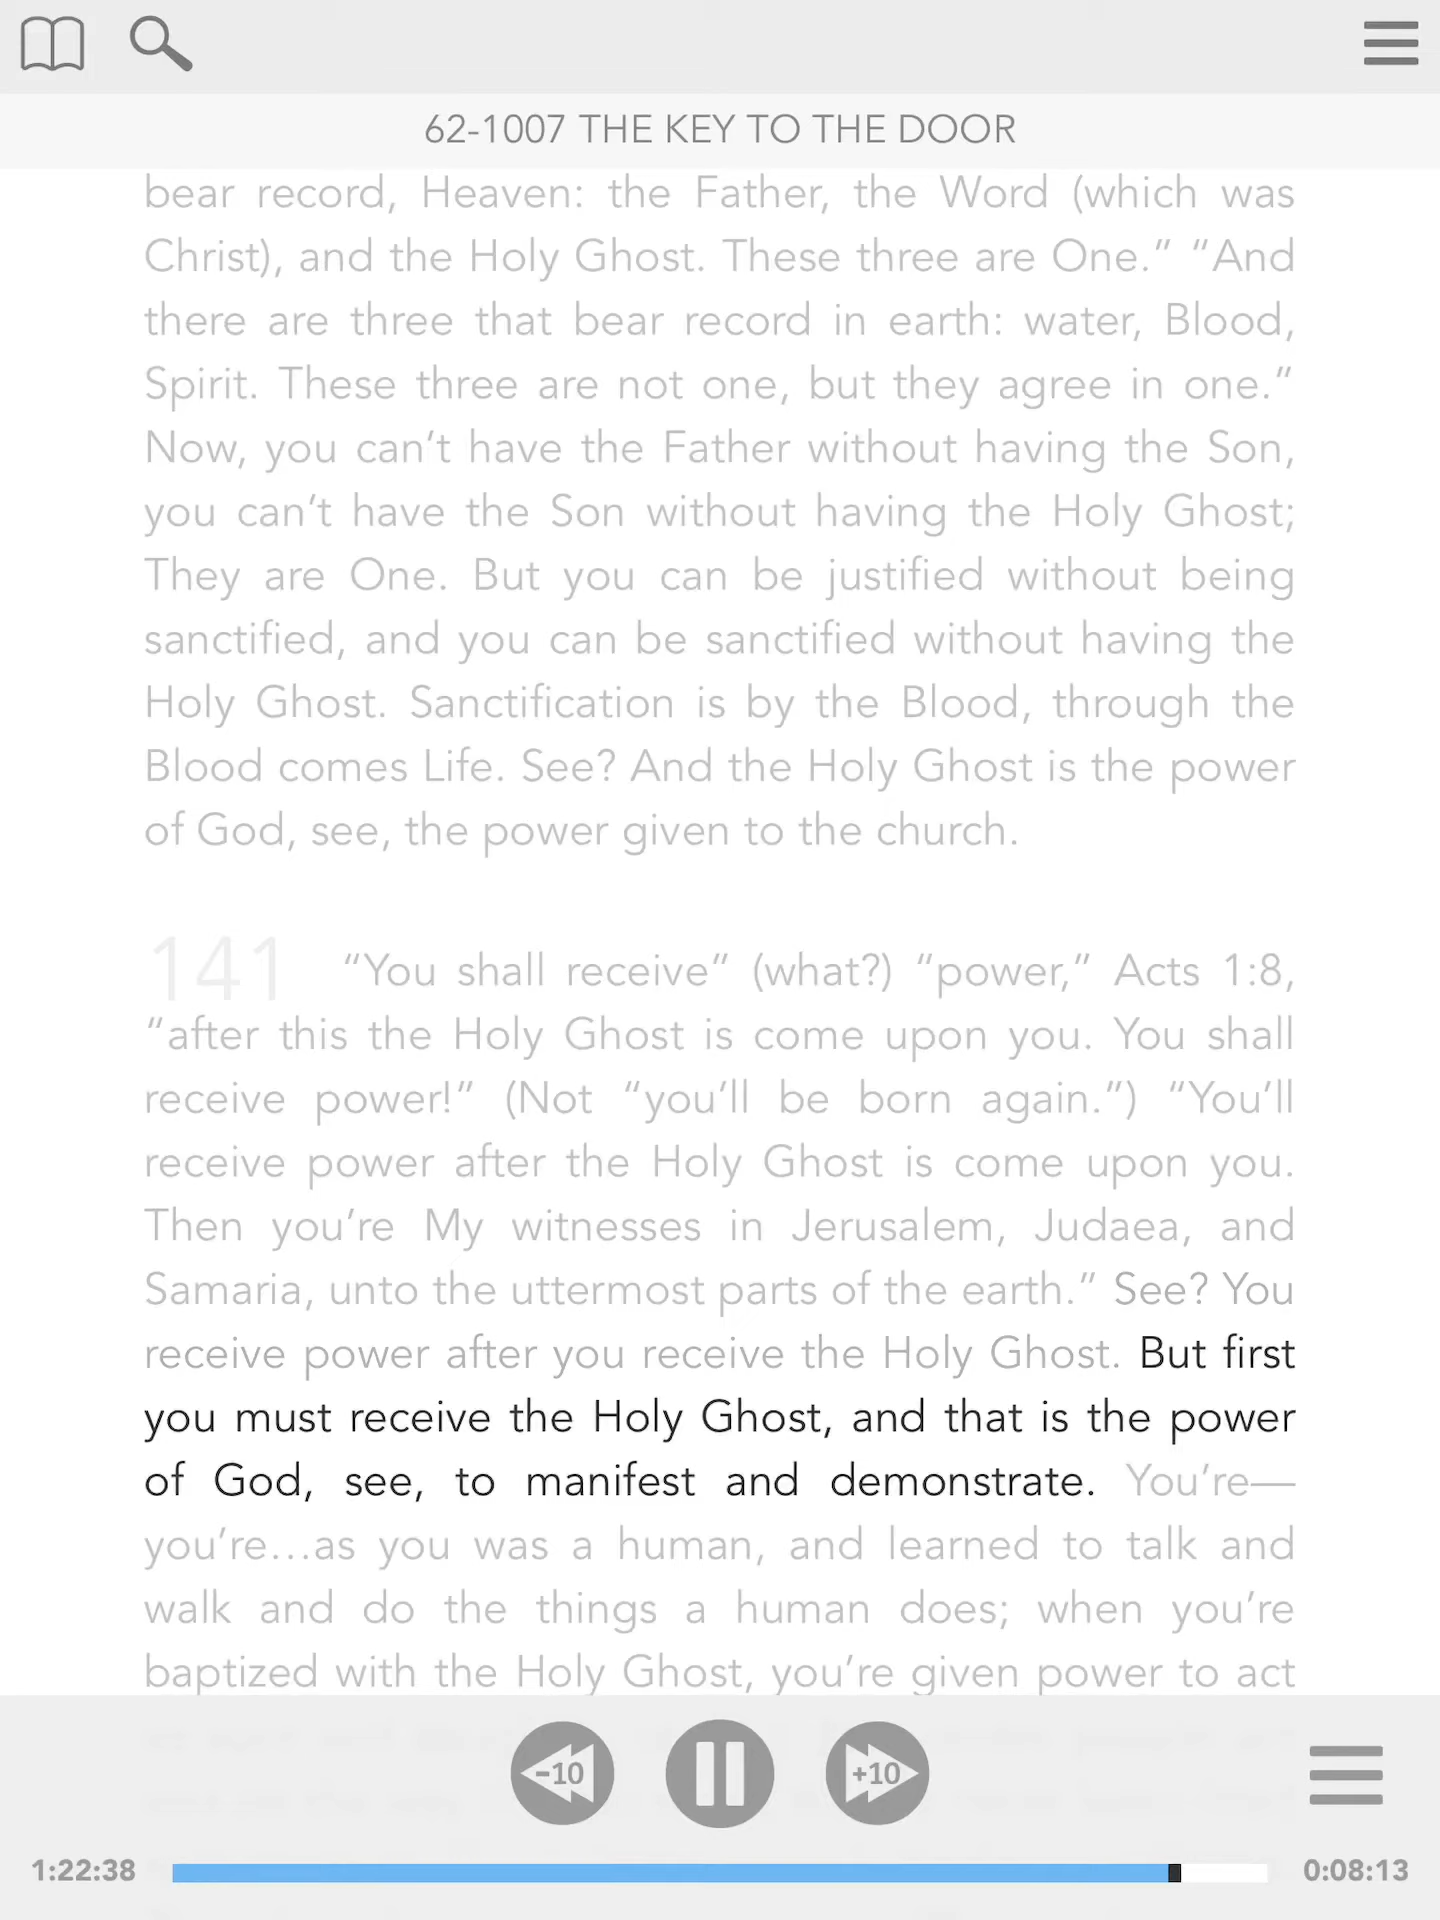 62-1007 THE KEY TO THE DOOR
bear record, Heaven: the Father, the Word (which was
Christ), and the Holy Ghost. These three are One.” “And
there are three that bear record in earth: water, Blood,
Spirit. These three are not one, but they agree in one.”
Now, you can’t have the Father without having the Son,
you can’t have the Son without having the Holy Ghost;
They are One. But you can be justified without being
sanctified, and you can be sanctified without having the
Holy Ghost. Sanctification is by the Blood, through the
Blood comes Life. See? And the Holy Ghost is the power
of God, see, the power given to the church.
141 “You shall receive” (what?) “power,” Acts 1:8,
“after this the Holy Ghost is come upon you. You shall
receive power!” (Not “you’ll be born again.”) “You’ll
receive power after the Holy Ghost is come upon you.
Then you’re My witnesses in Jerusalem, Judaea, and
Samaria, unto the uttermost parts of the earth.” See? You
receive power after you receive the Holy Ghost. But first
you must receive the Holy Ghost, and that is the power
of God, see, to manifest and demonstrate. You’re—
you’re…as you was a human, and learned to talk and
walk and do the things a human does; when you’re
baptized with the Holy Ghost, you’re given power to act
-10 +10
1:22:38 0:08:13